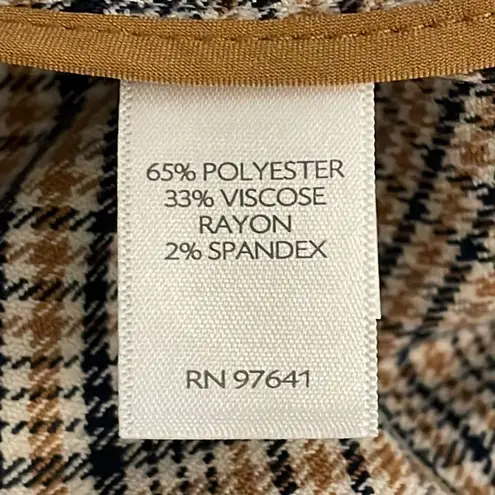 65% POLYESTER
33% VISCOSE
RAYON
2% SPANDEX
RN 97641